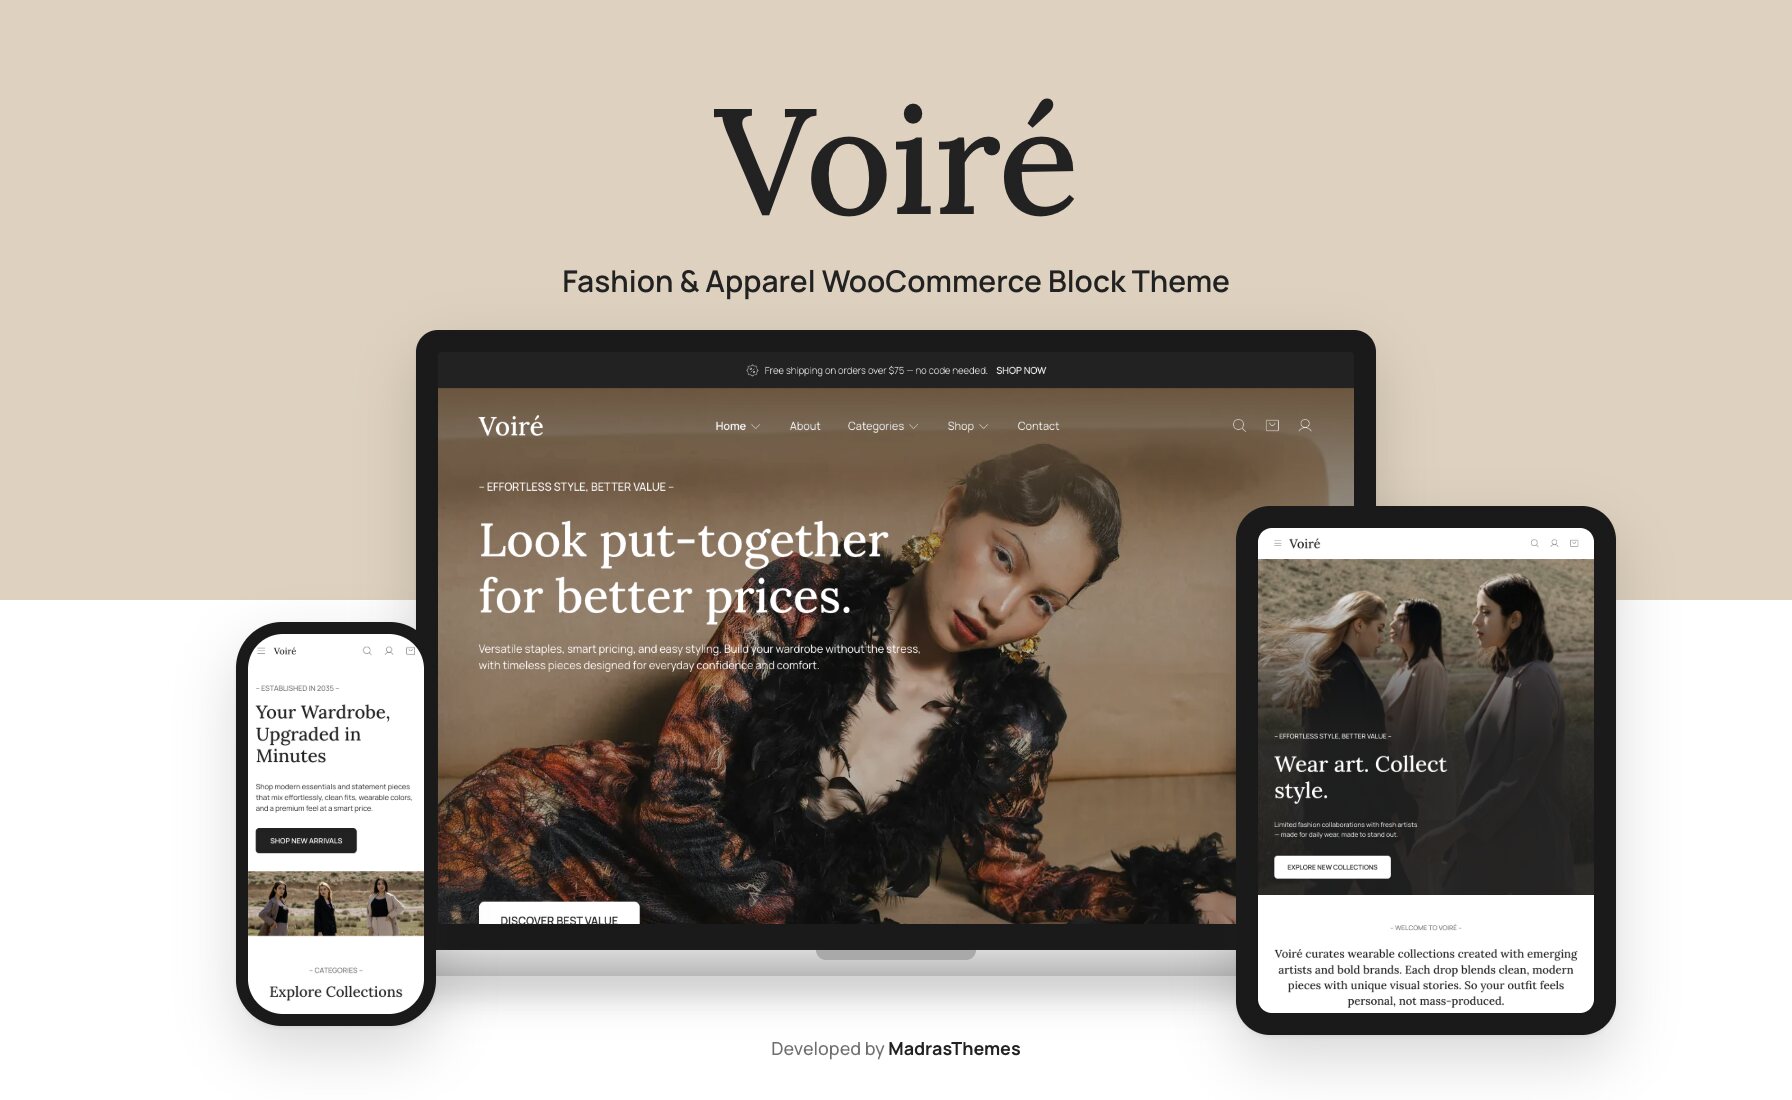 Voiré
Fashion & Apparel WooCommerce Block Theme
Free shipping on orders over $75 — no code needed. SHOP NOW
Voiré
Home
About
Categories
Shop
Contact
– EFFORTLESS STYLE, BETTER VALUE –
Look put-together
for better prices.
Versatile staples, smart pricing, and easy styling. Build your wardrobe without the stress,
with timeless pieces designed for everyday confidence and comfort.
DISCOVER BEST VALUE
Voiré
– ESTABLISHED IN 2035 –
Your Wardrobe,
Upgraded in
Minutes
Shop modern essentials and statement pieces
that mix effortlessly, clean fits, wearable colors,
and a premium feel at a smart price.
SHOP NEW ARRIVALS
– CATEGORIES –
Explore Collections
Voiré
– EFFORTLESS STYLE, BETTER VALUE –
Wear art. Collect
style.
Limited fashion collaborations with fresh artists
— made for daily wear, made to stand out.
EXPLORE NEW COLLECTIONS
– WELCOME TO VOIRÉ –
Voiré curates wearable collections created with emerging
artists and bold brands. Each drop blends clean, modern
pieces with unique visual stories. So your outfit feels
personal, not mass-produced.
Developed by MadrasThemes